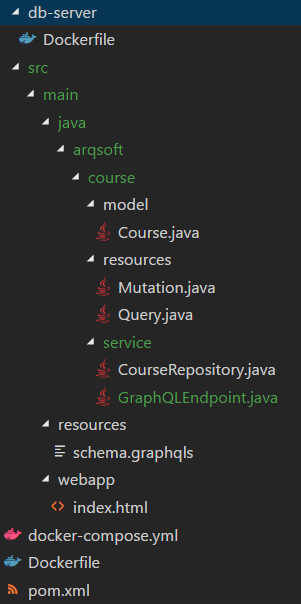 db-server
Dockerfile
src
main
java
arqsoft
course
model
Course.java
resources
Mutation.java
Query.java
service
CourseRepository.java
GraphQLEndpoint.java
resources
schema.graphqls
webapp
index.html
docker-compose.yml
Dockerfile
pom.xml